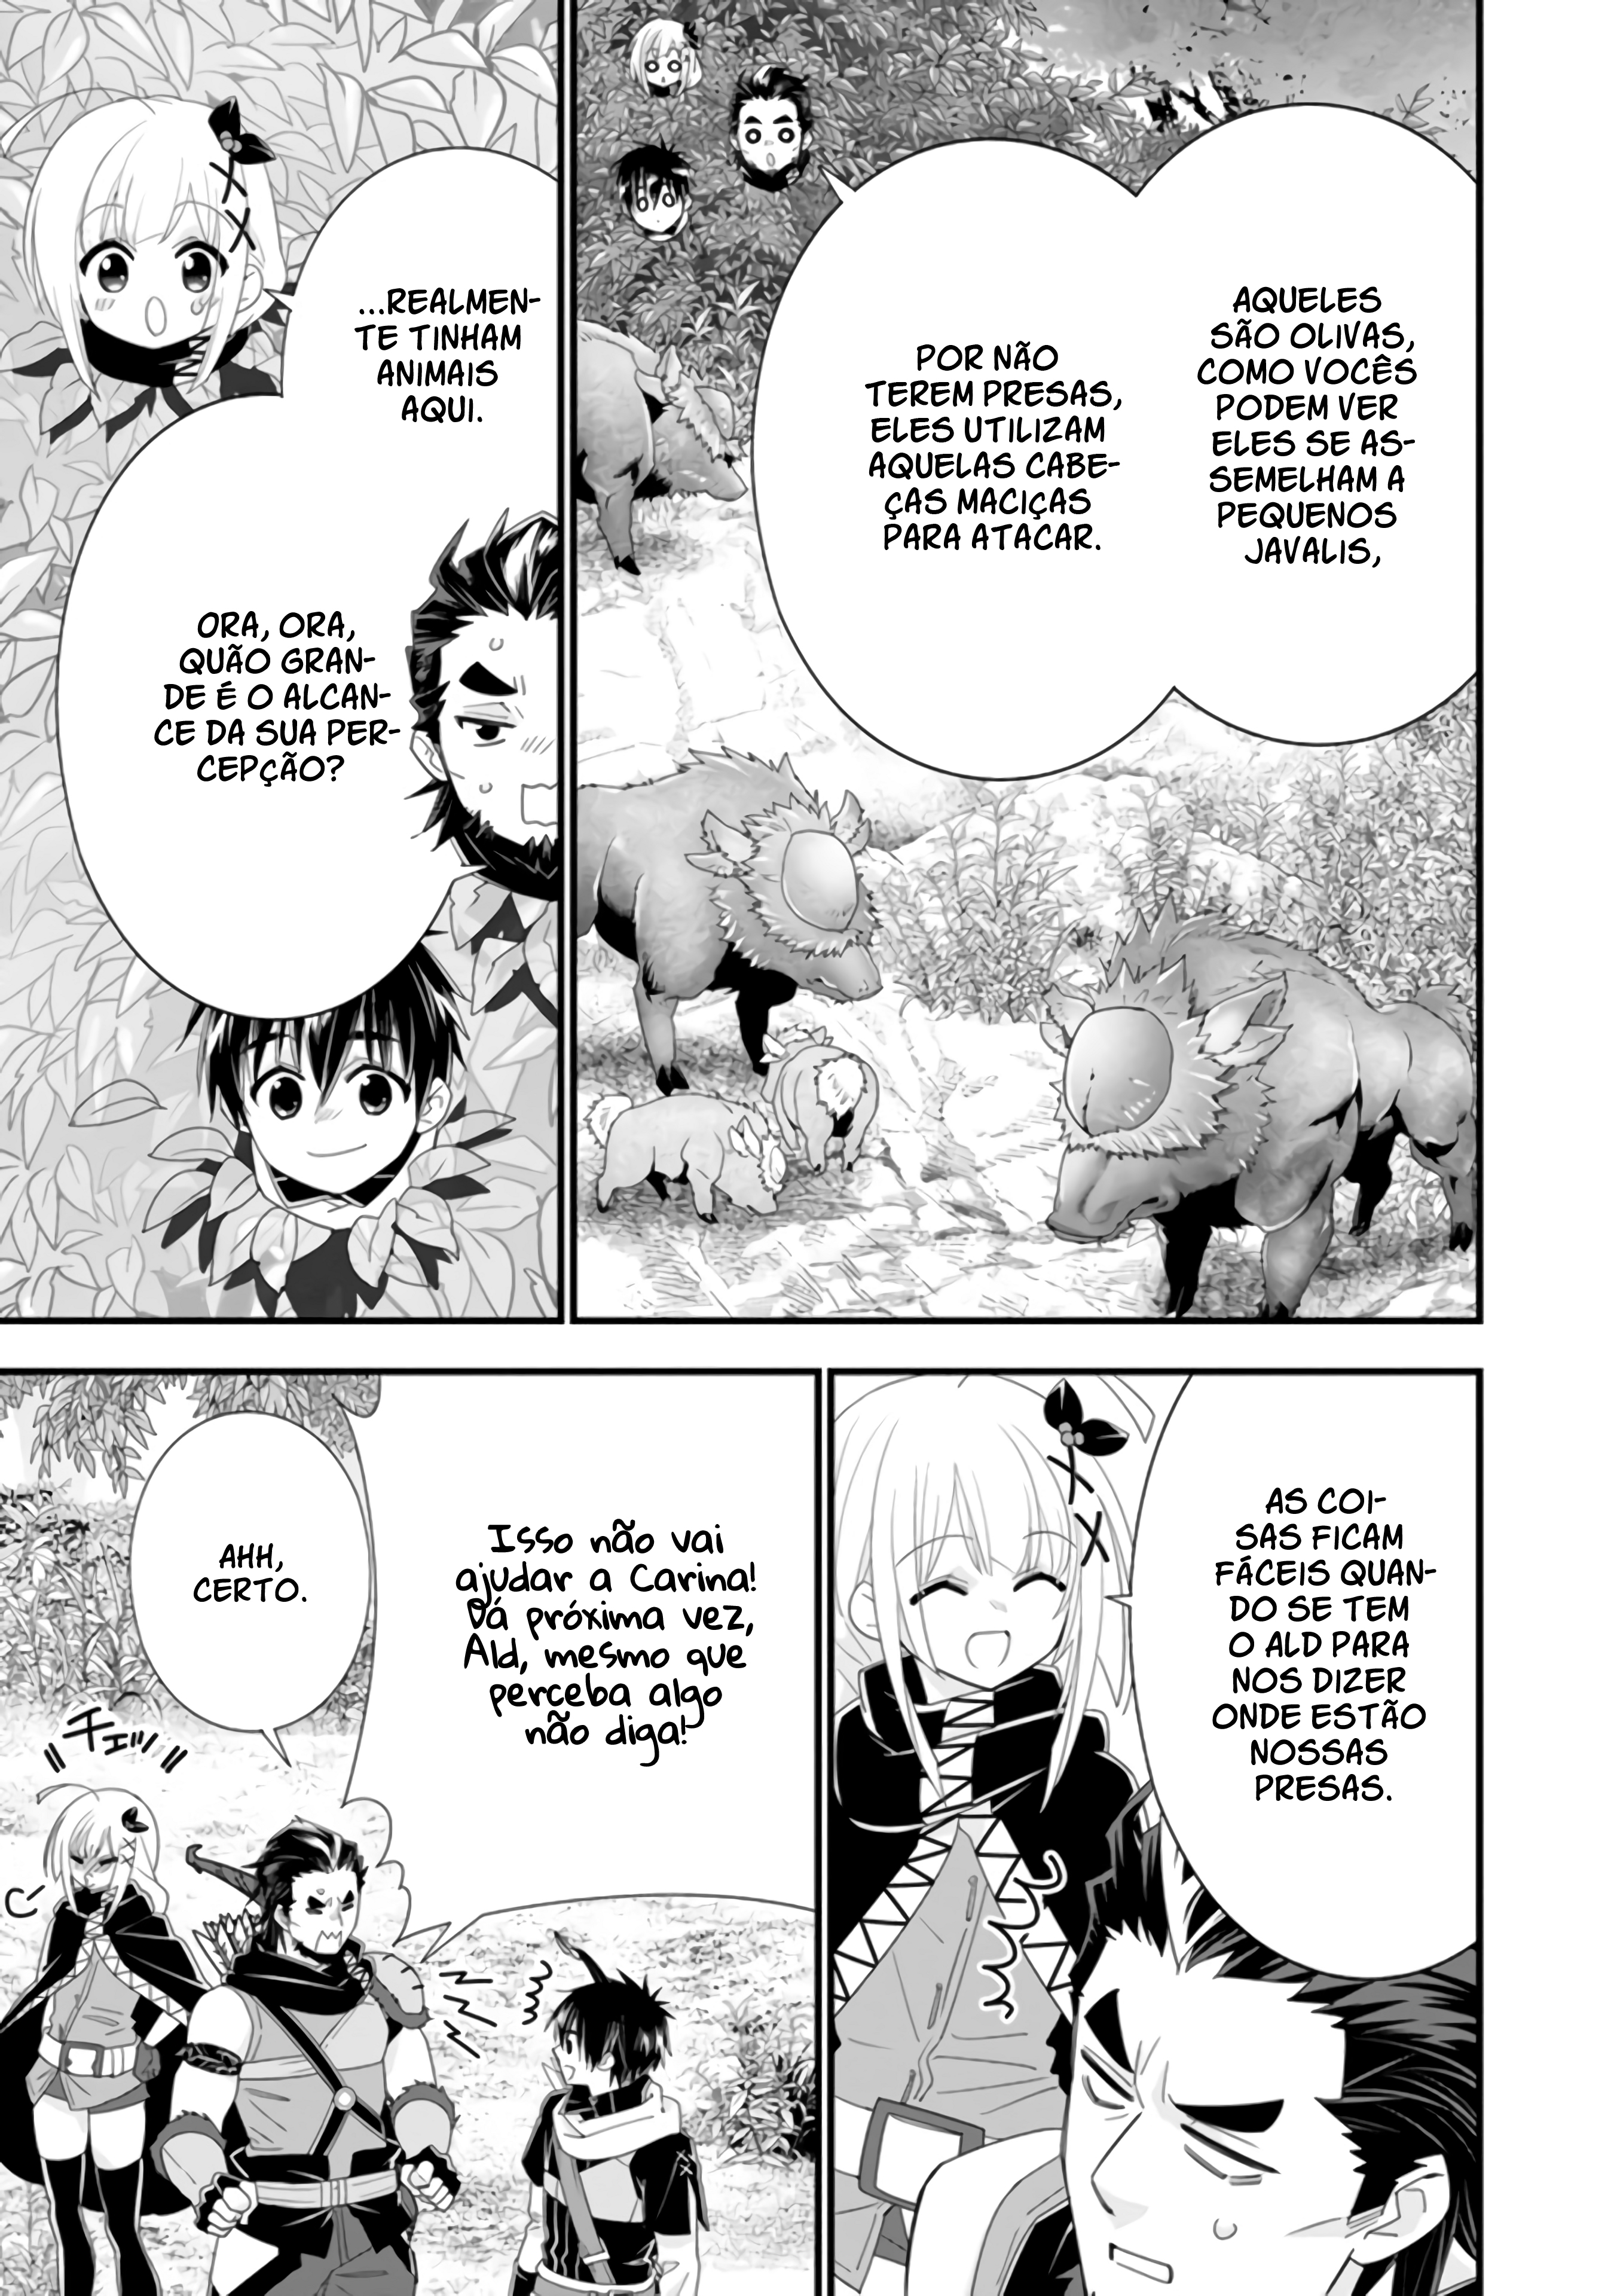 AQUELES
SÃO OLIVAS,
COMO VOCÊS
PODEM VER
ELES SE AS-
SEMELHAM A
PEQUENOS
JAVALIS,
POR NÃO
TEREM PRESAS,
ELES UTILIZAM
AQUELAS CABE-
ÇAS MACIÇAS
PARA ATACAR.
...REALMEN-
TE TINHAM
ANIMAIS
AQUI.
ORA, ORA,
QUÃO GRAN-
DE É O ALCAN-
CE DA SUA PER-
CEPÇÃO?
AS COI-
SAS FICAM
FÁCEIS QUAN-
DO SE TEM
O ALD PARA
NOS DIZER
ONDE ESTÃO
NOSSAS
PRESAS.
Isso não vai
ajudar a Carina!
Dá próxima vez,
Ald, mesmo que
perceba algo
não diga!
AHH,
CERTO.
チェッ